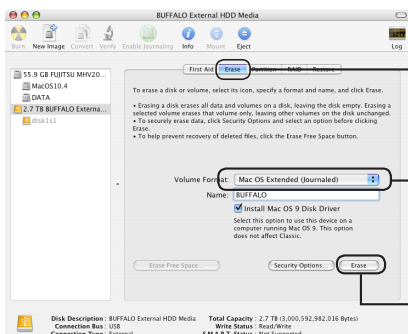 BUFFALO External HDD Media
Burn New Image Convert Verify Enable Journaling Info Mount Eject Log
First Aid Erase Partition RAID Restore
55.9 GB FUJITSU MHV20...
MacOS10.4
DATA
2.7 TB BUFFALO Externa...
disk1s1
To erase a disk or volume, select its icon, specify a format and name, and click Erase.
• Erasing a disk erases all data and volumes on a disk, leaving the disk empty. Erasing a
selected volume erases that volume only, leaving other volumes on the disk unchanged.
• To securely erase data, click Security Options and select an option before clicking
Erase.
• To help prevent recovery of deleted files, click the Erase Free Space button.
Volume Format: Mac OS Extended (Journaled)
Name: BUFFALO
Install Mac OS 9 Disk Driver
Select this option to use this device on a
computer running Mac OS 9. This option
does not affect Classic.
Erase Free Space... Security Options... Erase
Disk Description : BUFFALO External HDD Media Total Capacity : 2.7 TB (3,000,592,982,016 Bytes)
Connection Bus : USB Write Status : Read/Write
Connection Type : External S.M.A.R.T. Status : Not Supported